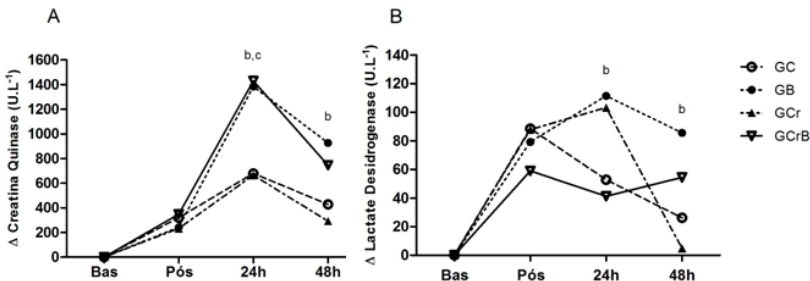 A
Δ Creatina Quinase (U.L⁻¹)
1600
1400
1200
1000
800
600
400
200
0
b,c
b
Bas Pós 24h 48h
B
Δ Lactate Desidrogenase (U.L⁻¹)
140
120
100
80
60
40
20
0
b
b
Bas Pós 24h 48h
GC
GB
GCr
GCrB